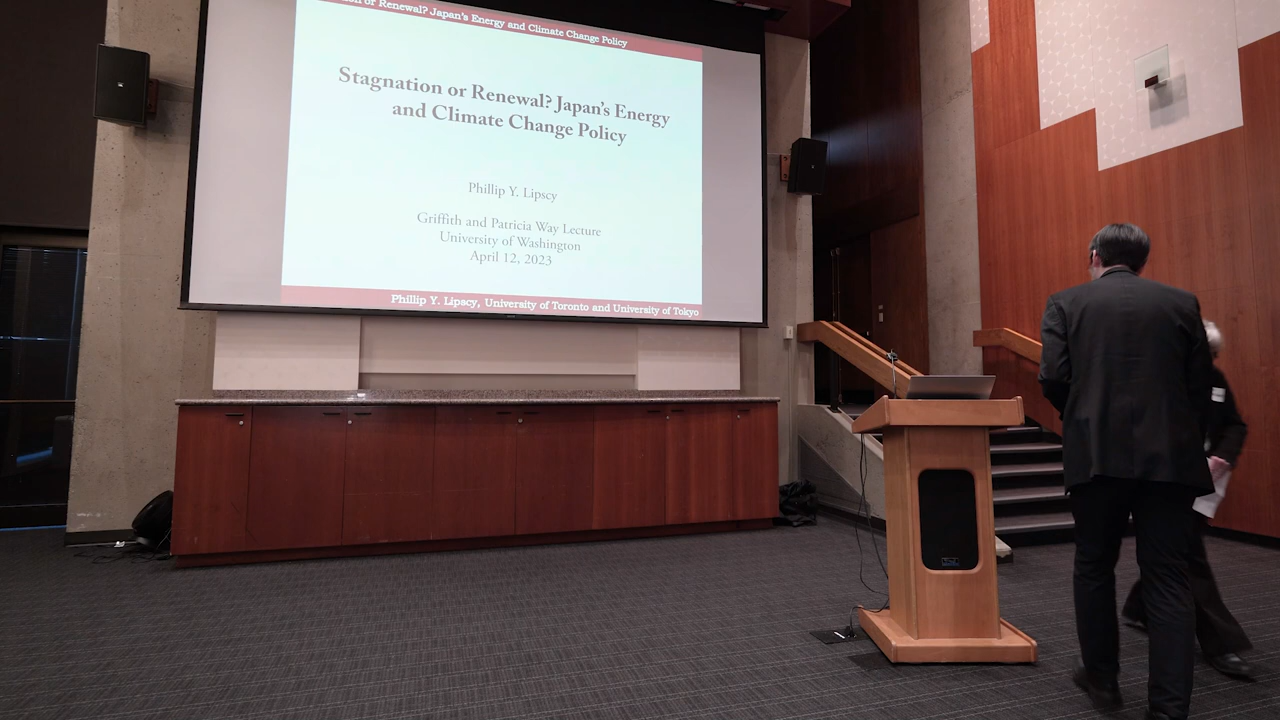 on or Renewal? Japan's Energy and Climate Change Policy
Stagnation or Renewal? Japan's Energy
and Climate Change Policy
Phillip Y. Lipscy
Griffith and Patricia Way Lecture
University of Washington
April 12, 2023
Phillip Y. Lipscy, University of Toronto and University of Tokyo